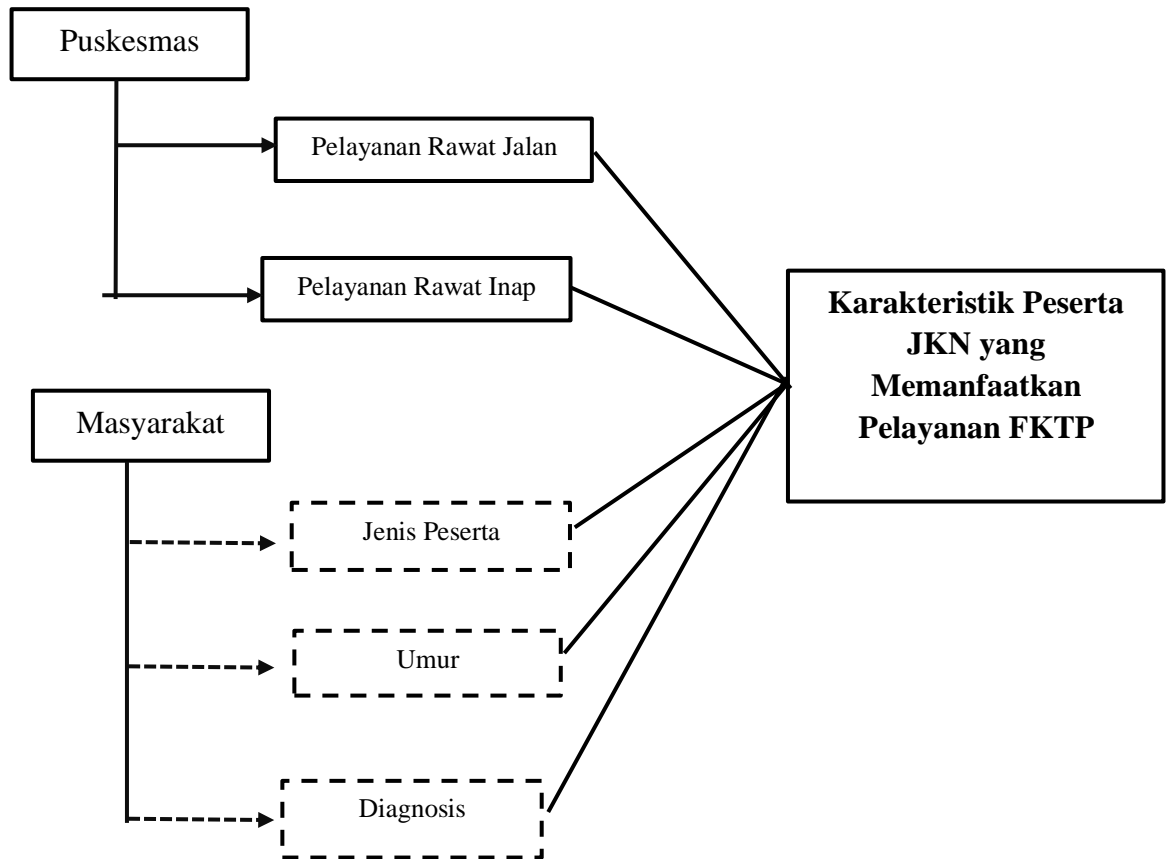 Puskesmas
Pelayanan Rawat Jalan
Pelayanan Rawat Inap
Karakteristik Peserta
JKN yang
Memanfaatkan
Pelayanan FKTP
Masyarakat
Jenis Peserta
Umur
Diagnosis